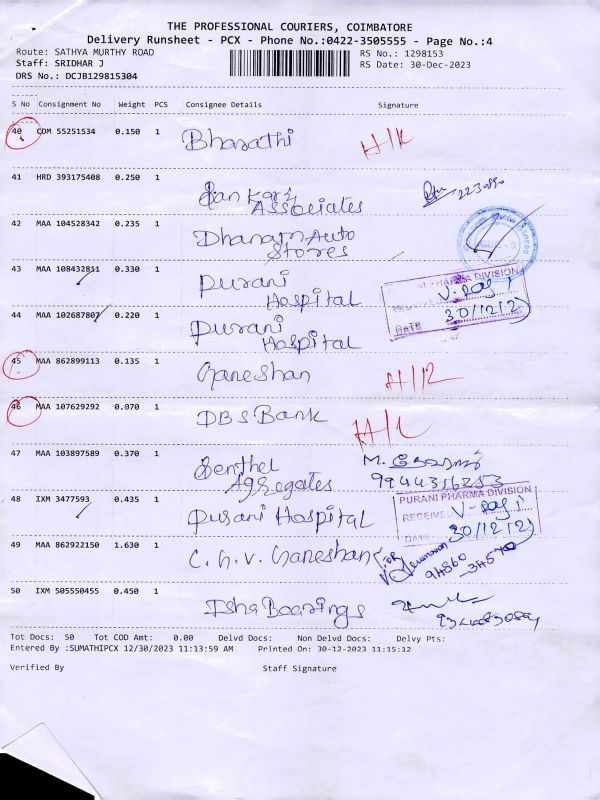 THE PROFESSIONAL COURIERS, COIMBATORE
Delivery Runsheet - PCX - Phone No.:0422-3505555 - Page No.:4
Route: SATHYA MURTHY ROAD RS No.: 1298153
Staff: SRIDHAR J RS Date: 30-Dec-2023
DRS No.: DCJB129815304
S No Consignment No Weight PCS Consignee Details Signature
40 COM 55251534 0.150 1 Bharathi
41 HRD 393175408 0.250 1 Sankara Associates
42 MAA 104528342 0.235 1 Dhanam Auto Stores
43 MAA 108432811 0.330 1 Purani Hospital
PHARMA DIVISION
V-Raj
DATE 30/12/23
44 MAA 102687807 0.220 1 Purani Hospital
45 MAA 862899113 0.135 1 Ganeshan
46 MAA 107629292 0.070 1 DBS Bank
47 MAA 103897589 0.370 1 Senthel Aggregates 9944356253
48 IXM 3477593 0.435 1 Purani Hospital
PURANI PHARMA DIVISION
RECEIVE V-Raj
DATE 30/12/23
49 MAA 862922150 1.630 1 C.G.V. Ganeshan
50 IXM 505550455 0.450 1 Isha Bearings
Tot Docs: 50 Tot COD Amt: 0.00 Delvd Docs: Non Delvd Docs: Delvy Pts:
Entered By :SUMATHIPCX 12/30/2023 11:13:59 AM Printed On: 30-12-2023 11:15:12
Verified By Staff Signature